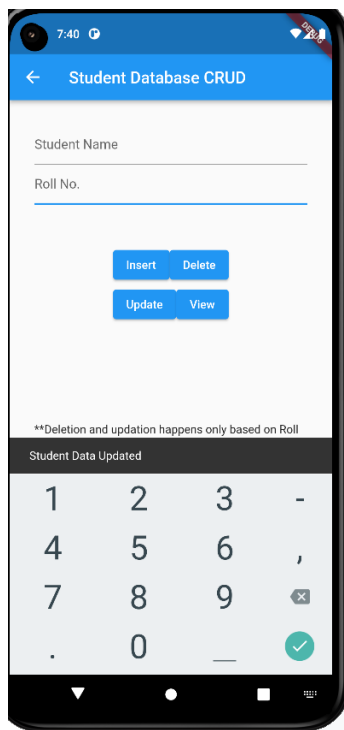 7:40
DEBUG
Student Database CRUD
Student Name
Roll No.
Insert Delete
Update View
**Deletion and updation happens only based on Roll
Student Data Updated
1 2 3 -
4 5 6 ,
7 8 9
. 0 _